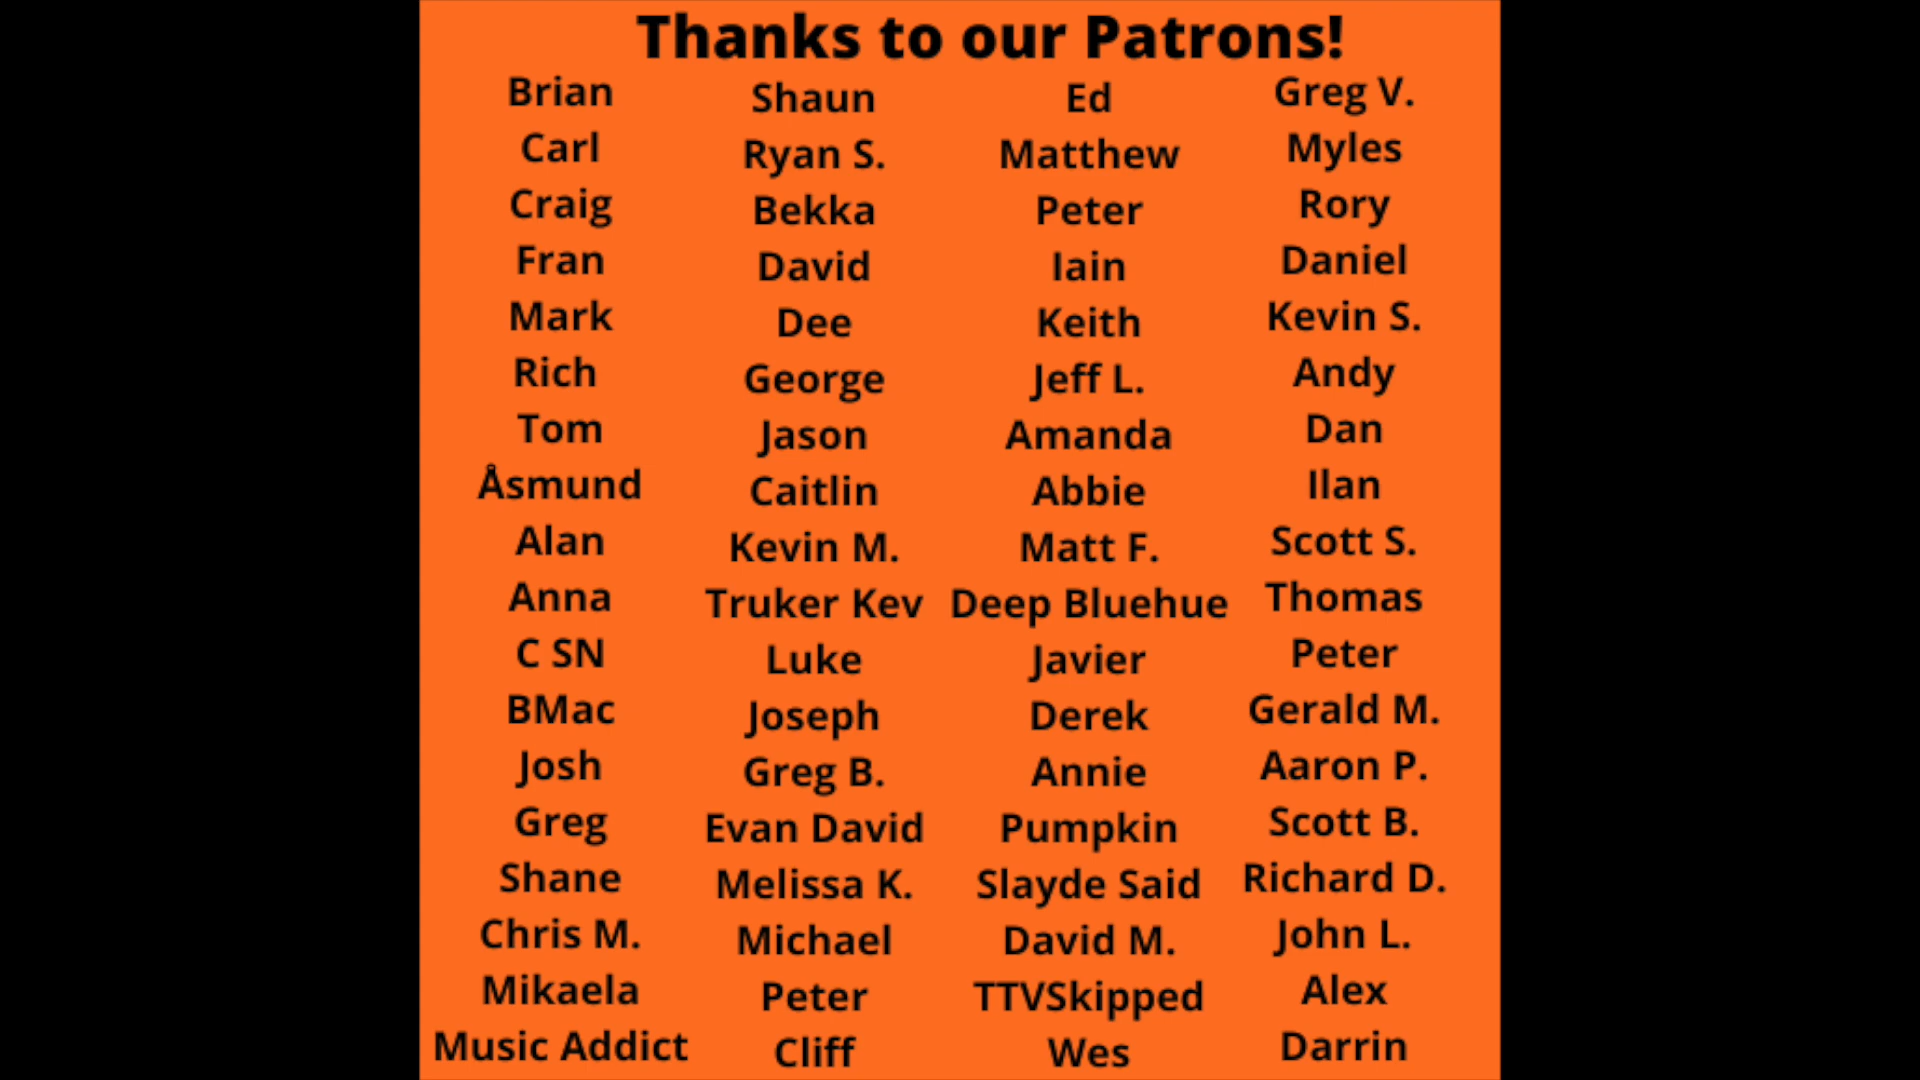 Thanks to our Patrons!
Brian
Carl
Craig
Fran
Mark
Rich
Tom
Åsmund
Alan
Anna
C SN
BMac
Josh
Greg
Shane
Chris M.
Mikaela
Music Addict
Shaun
Ryan S.
Bekka
David
Dee
George
Jason
Caitlin
Kevin M.
Truker Kev
Luke
Joseph
Greg B.
Evan David
Melissa K.
Michael
Peter
Cliff
Ed
Matthew
Peter
Iain
Keith
Jeff L.
Amanda
Abbie
Matt F.
Deep Bluehue
Javier
Derek
Annie
Pumpkin
Slayde Said
David M.
TTVSkipped
Wes
Greg V.
Myles
Rory
Daniel
Kevin S.
Andy
Dan
Ilan
Scott S.
Thomas
Peter
Gerald M.
Aaron P.
Scott B.
Richard D.
John L.
Alex
Darrin